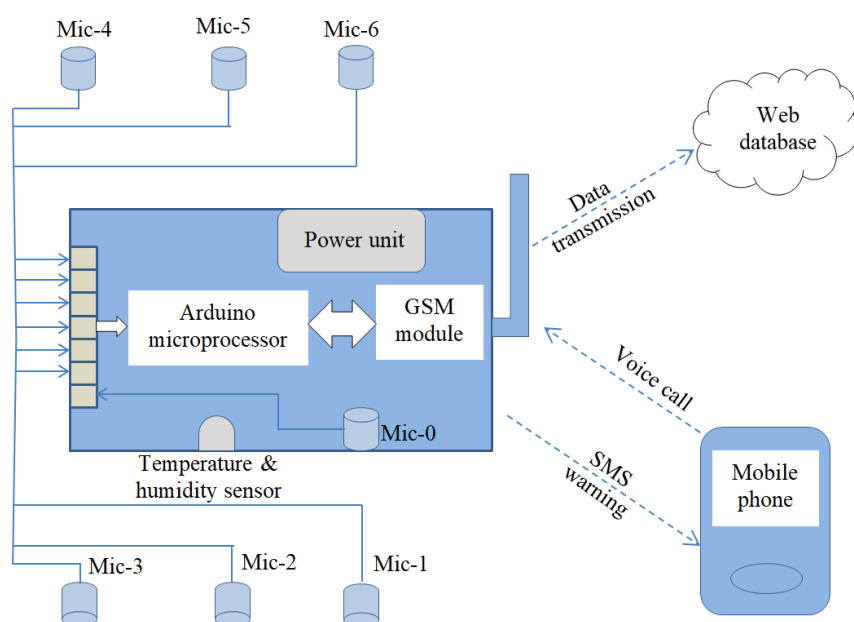 Mic-4
Mic-5
Mic-6
Web
database
Data
transmission
Power unit
Arduino
microprocessor
GSM
module
Voice call
Mic-0
Temperature &
humidity sensor
SMS
warning
Mobile
phone
Mic-3
Mic-2
Mic-1